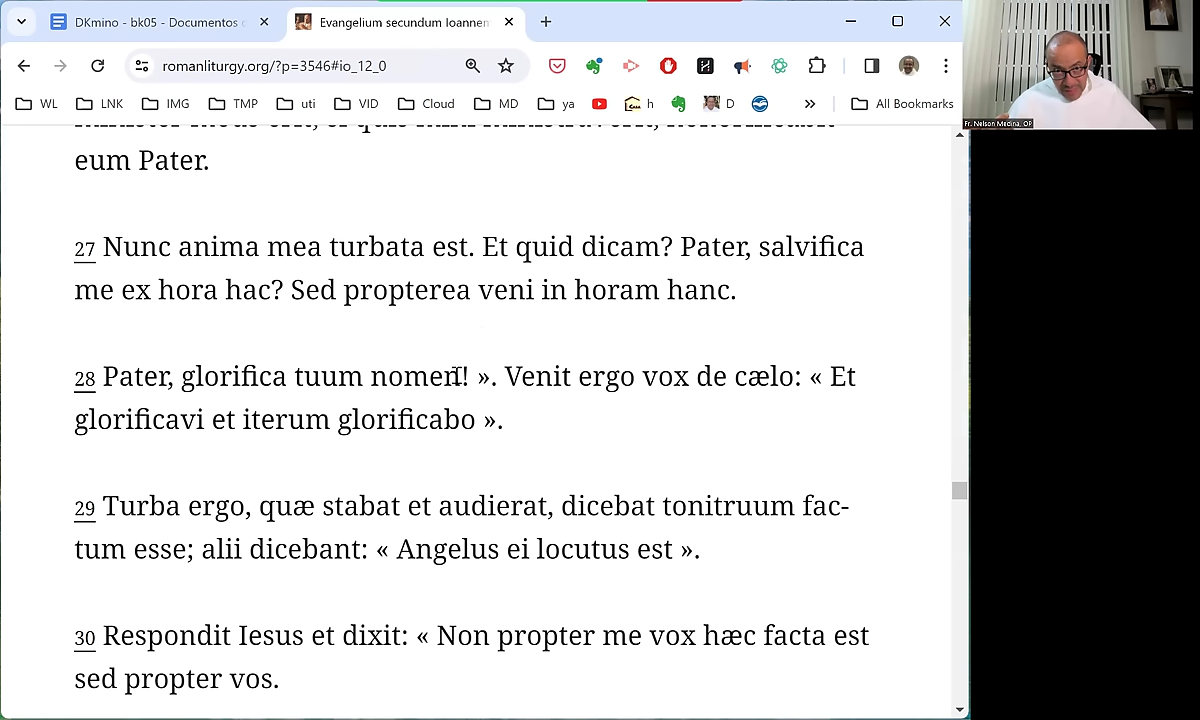 DKmino - bk05 - Documentos d
Evangelium secundum Ioannem
romanliturgy.org/?p=3546#io_12_0
WL LNK IMG TMP uti VID Cloud MD ya h D » All Bookmarks
Fr. Nelson Medina, OP
eum Pater.
27 Nunc anima mea turbata est. Et quid dicam? Pater, salvifica
me ex hora hac? Sed propterea veni in horam hanc.
28 Pater, glorifica tuum nomen! ». Venit ergo vox de cælo: « Et
glorificavi et iterum glorificabo ».
29 Turba ergo, quæ stabat et audierat, dicebat tonitruum fac-
tum esse; alii dicebant: « Angelus ei locutus est ».
30 Respondit Iesus et dixit: « Non propter me vox hæc facta est
sed propter vos.